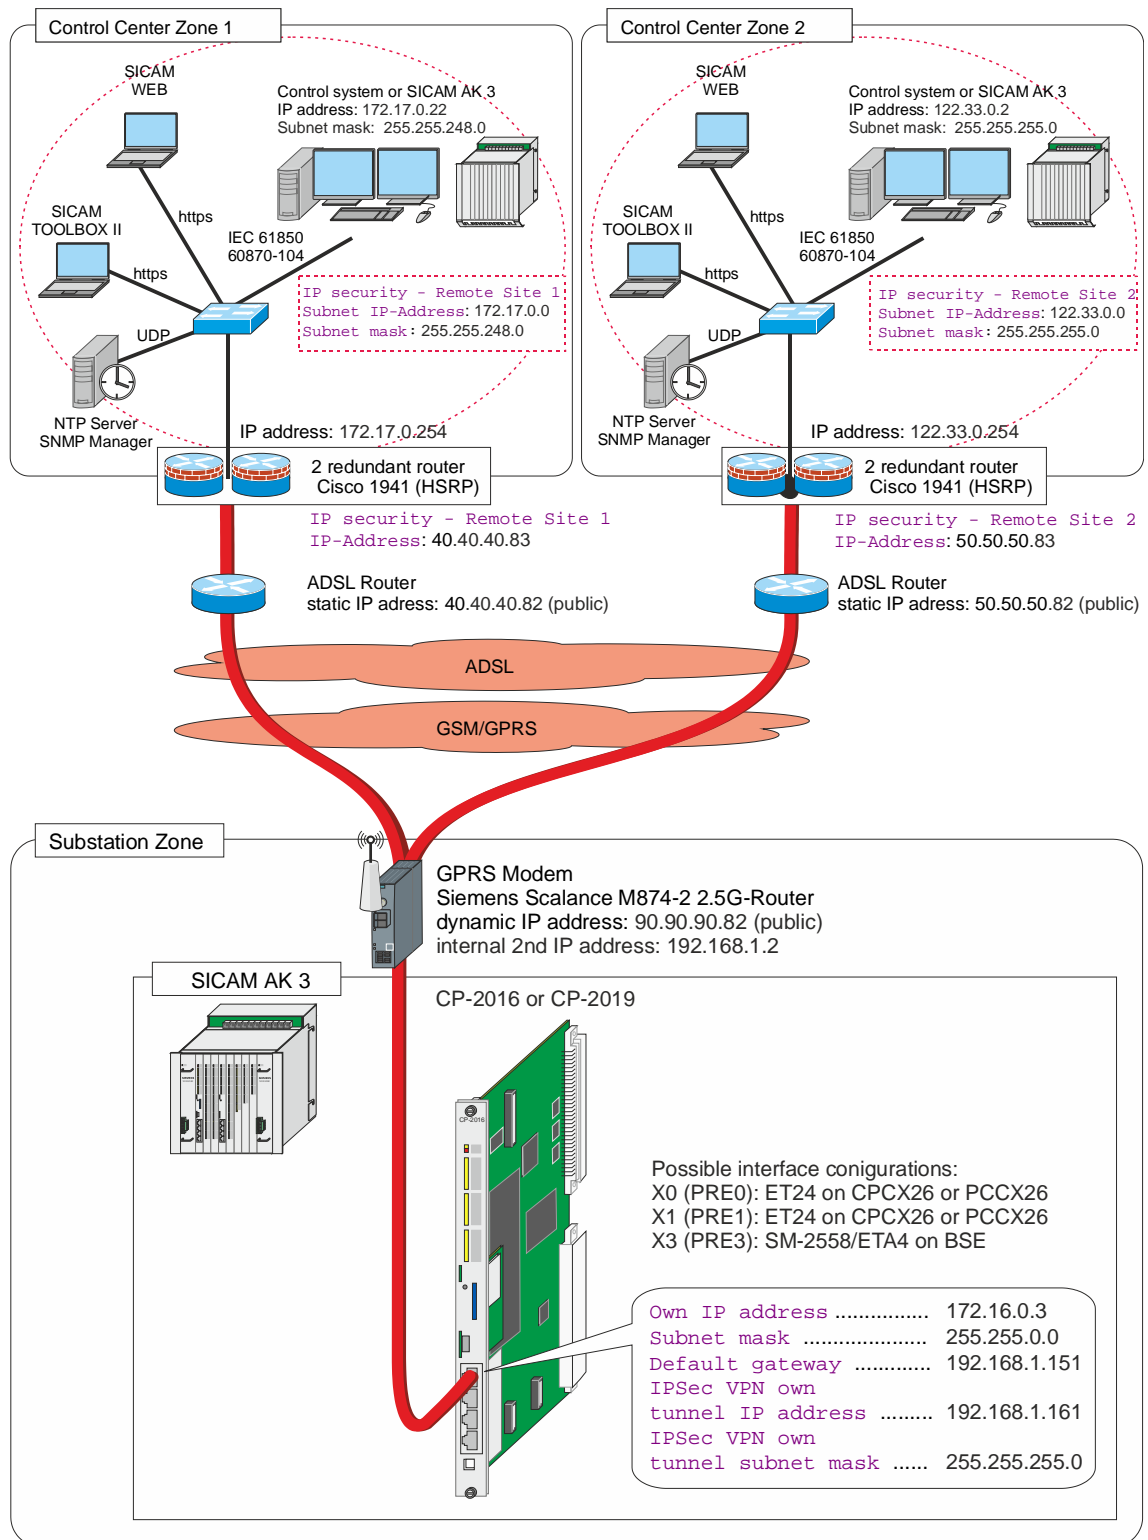 Control Center Zone 1
SICAM
WEB
Control system or SICAM AK 3
IP address: 172.17.0.22
Subnet mask: 255.255.248.0
https
SICAM
TOOLBOX II
https
IEC 61850
60870-104
IP security - Remote Site 1
Subnet IP-Address: 172.17.0.0
Subnet mask: 255.255.248.0
UDP
NTP Server
SNMP Manager
IP address: 172.17.0.254
2 redundant router
Cisco 1941 (HSRP)
IP security - Remote Site 1
IP-Address: 40.40.40.83
ADSL Router
static IP adress: 40.40.40.82 (public)
Control Center Zone 2
SICAM
WEB
Control system or SICAM AK 3
IP address: 122.33.0.2
Subnet mask: 255.255.255.0
https
SICAM
TOOLBOX II
https
IEC 61850
60870-104
IP security - Remote Site 2
Subnet IP-Address: 122.33.0.0
Subnet mask: 255.255.255.0
UDP
NTP Server
SNMP Manager
IP address: 122.33.0.254
2 redundant router
Cisco 1941 (HSRP)
IP security - Remote Site 2
IP-Address: 50.50.50.83
ADSL Router
static IP adress: 50.50.50.82 (public)
ADSL
GSM/GPRS
Substation Zone
GPRS Modem
Siemens Scalance M874-2 2.5G-Router
dynamic IP address: 90.90.90.82 (public)
internal 2nd IP address: 192.168.1.2
SICAM AK 3
CP-2016 or CP-2019
CP-2016
Possible interface conigurations:
X0 (PRE0): ET24 on CPCX26 or PCCX26
X1 (PRE1): ET24 on CPCX26 or PCCX26
X3 (PRE3): SM-2558/ETA4 on BSE
Own IP address ................ 172.16.0.3
Subnet mask ..................... 255.255.0.0
Default gateway ............. 192.168.1.151
IPSec VPN own
tunnel IP address ......... 192.168.1.161
IPSec VPN own
tunnel subnet mask ...... 255.255.255.0